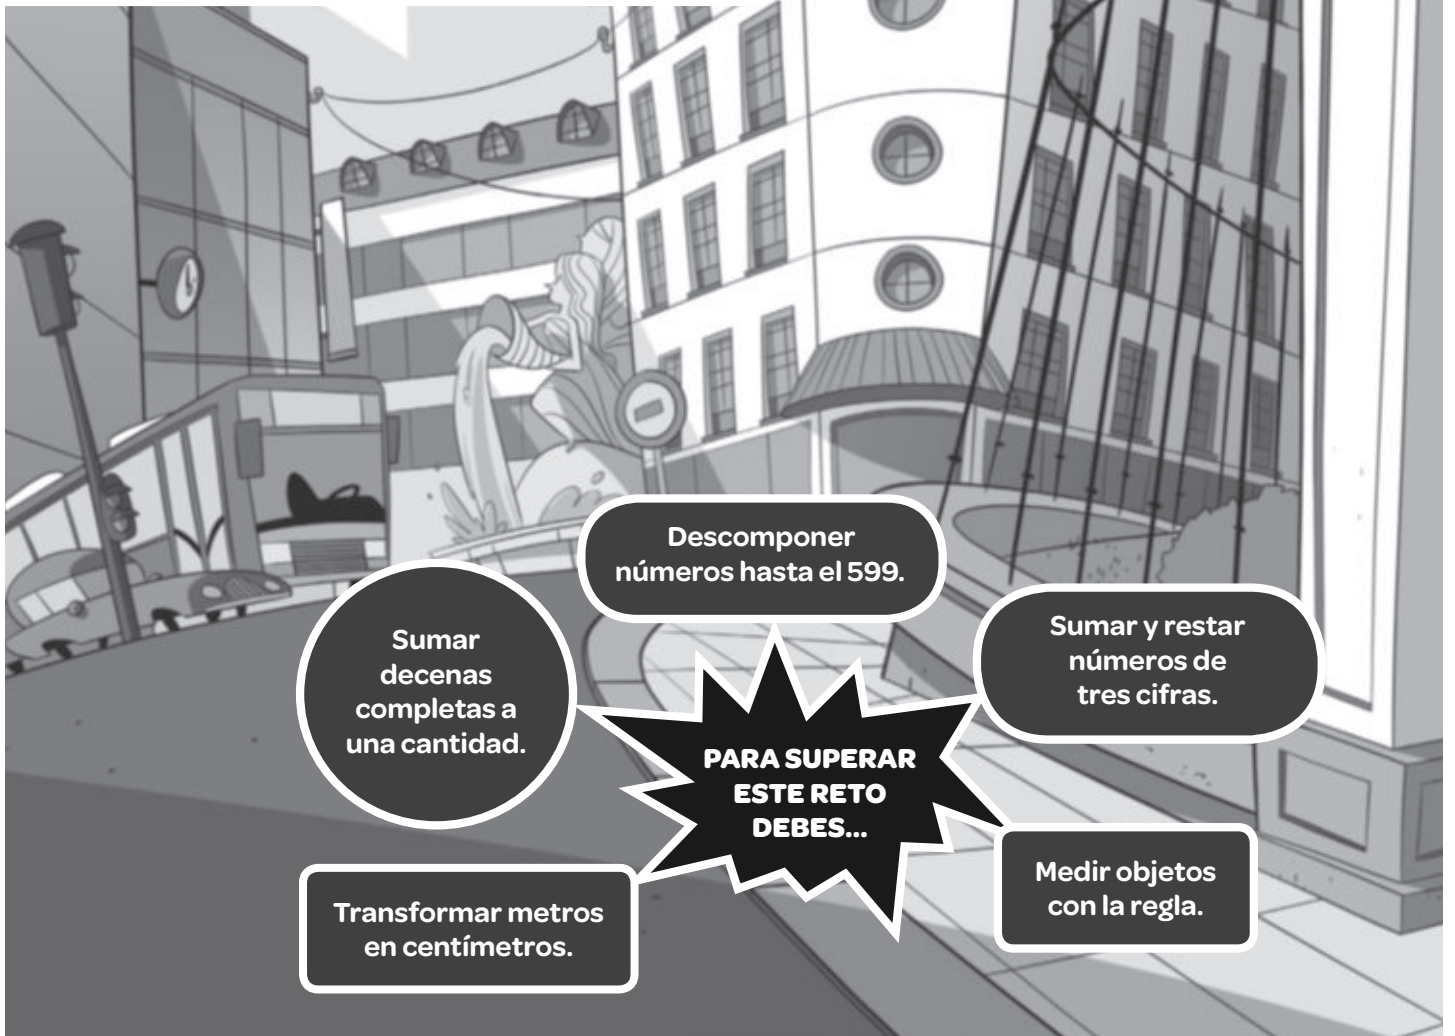 Descomponer
números hasta el 599.
Sumar
decenas
completas a
una cantidad.
Sumar y restar
números de
tres cifras.
PARA SUPERAR
ESTE RETO
DEBES...
Transformar metros
en centímetros.
Medir objetos
con la regla.